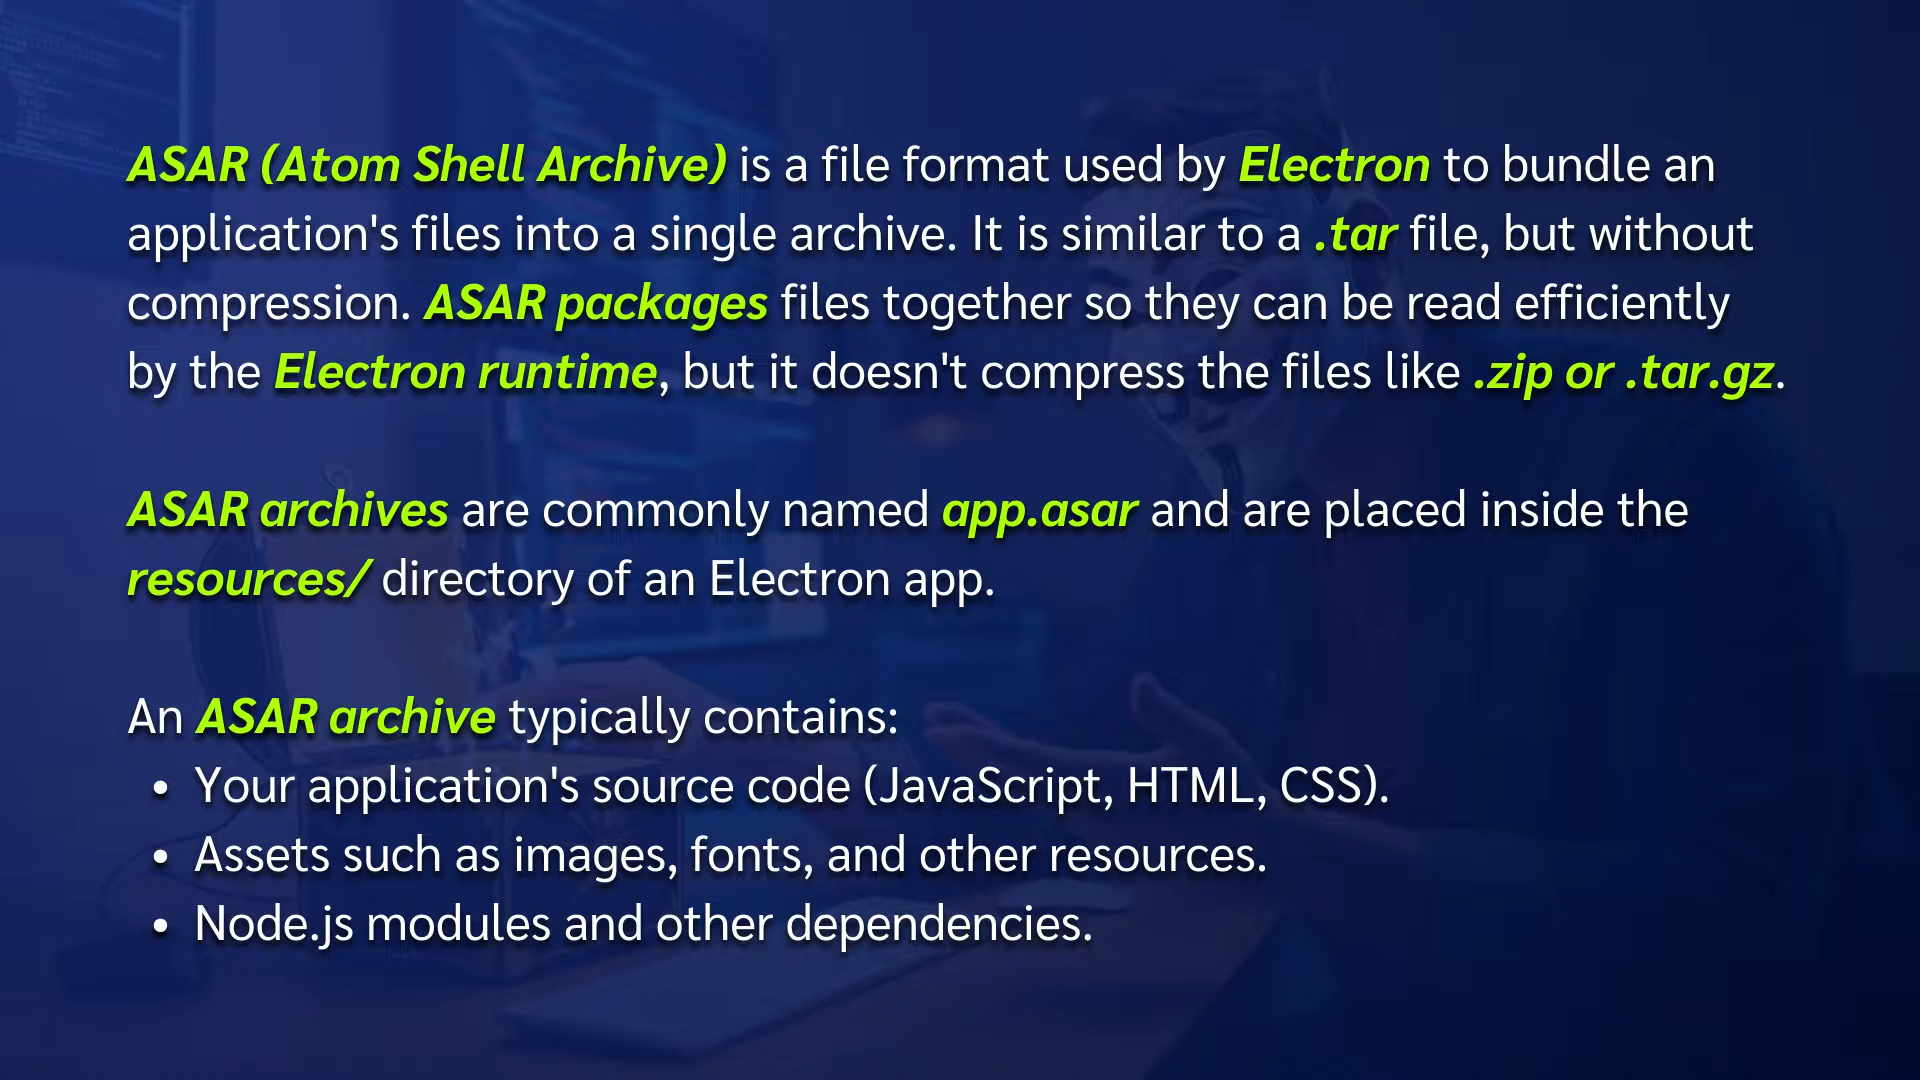 ASAR (Atom Shell Archive) is a file format used by Electron to bundle an
application's files into a single archive. It is similar to a .tar file, but without
compression. ASAR packages files together so they can be read efficiently
by the Electron runtime, but it doesn't compress the files like .zip or .tar.gz.
ASAR archives are commonly named app.asar and are placed inside the
resources/ directory of an Electron app.
An ASAR archive typically contains:
• Your application's source code (JavaScript, HTML, CSS).
• Assets such as images, fonts, and other resources.
• Node.js modules and other dependencies.